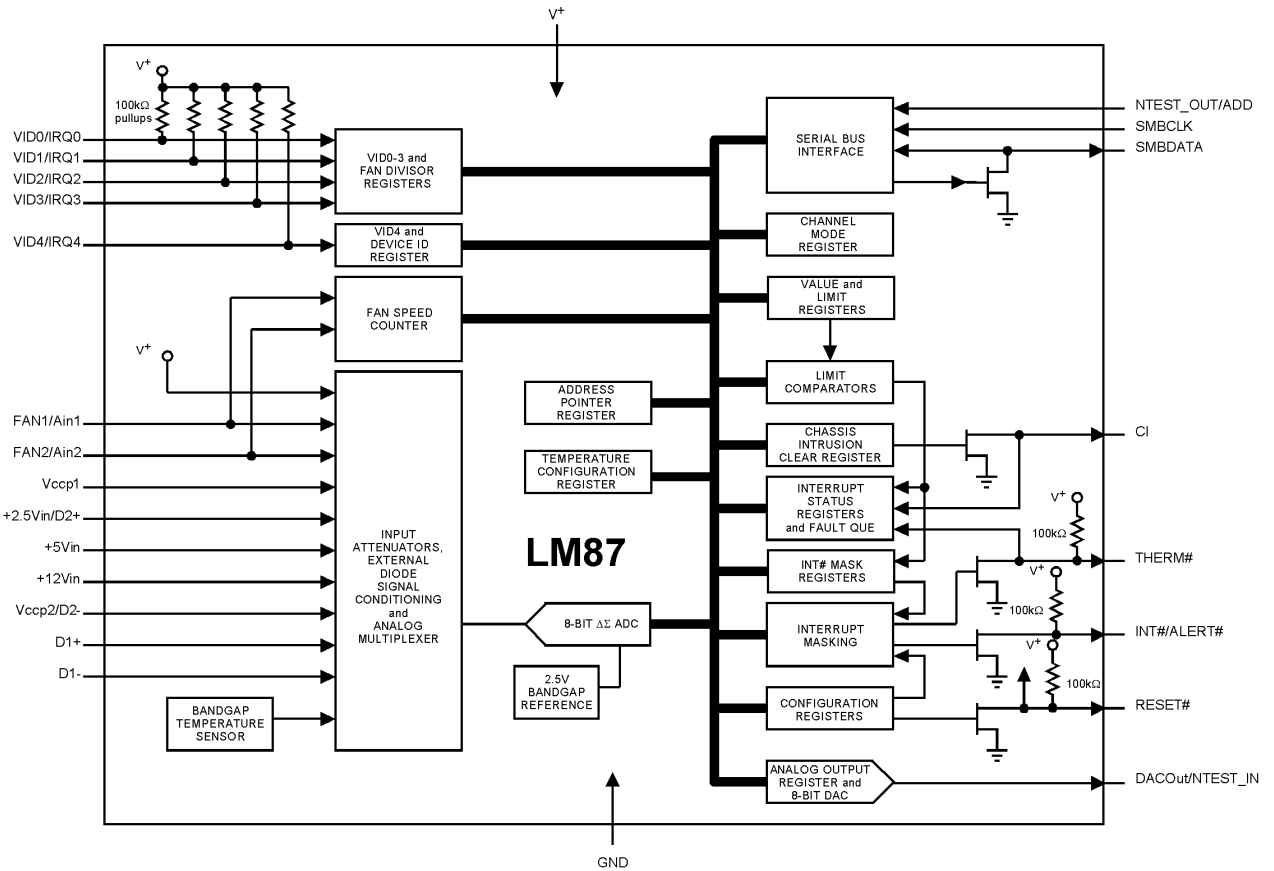 V+
V+
100kΩ
pullups
VID0/IRQ0
VID1/IRQ1
VID2/IRQ2
VID3/IRQ3
VID4/IRQ4
VID0-3 and
FAN DIVISOR
REGISTERS
VID4 and
DEVICE ID
REGISTER
FAN SPEED
COUNTER
V+
FAN1/Ain1
FAN2/Ain2
Vccp1
+2.5Vin/D2+
+5Vin
+12Vin
Vccp2/D2-
D1+
D1-
BANDGAP
TEMPERATURE
SENSOR
INPUT
ATTENUATORS,
EXTERNAL
DIODE
SIGNAL
CONDITIONING
and
ANALOG
MULTIPLEXER
ADDRESS
POINTER
REGISTER
TEMPERATURE
CONFIGURATION
REGISTER
LM87
8-BIT ΔΣ ADC
2.5V
BANDGAP
REFERENCE
GND
SERIAL BUS
INTERFACE
CHANNEL
MODE
REGISTER
VALUE and
LIMIT
REGISTERS
LIMIT
COMPARATORS
CHASSIS
INTRUSION
CLEAR REGISTER
INTERRUPT
STATUS
REGISTERS
and FAULT QUE
INT# MASK
REGISTERS
INTERRUPT
MASKING
CONFIGURATION
REGISTERS
ANALOG OUTPUT
REGISTER and
8-BIT DAC
NTEST_OUT/ADD
SMBCLK
SMBDATA
CI
V+
100kΩ
THERM#
V+
100kΩ
INT#/ALERT#
V+
100kΩ
RESET#
DACOut/NTEST_IN